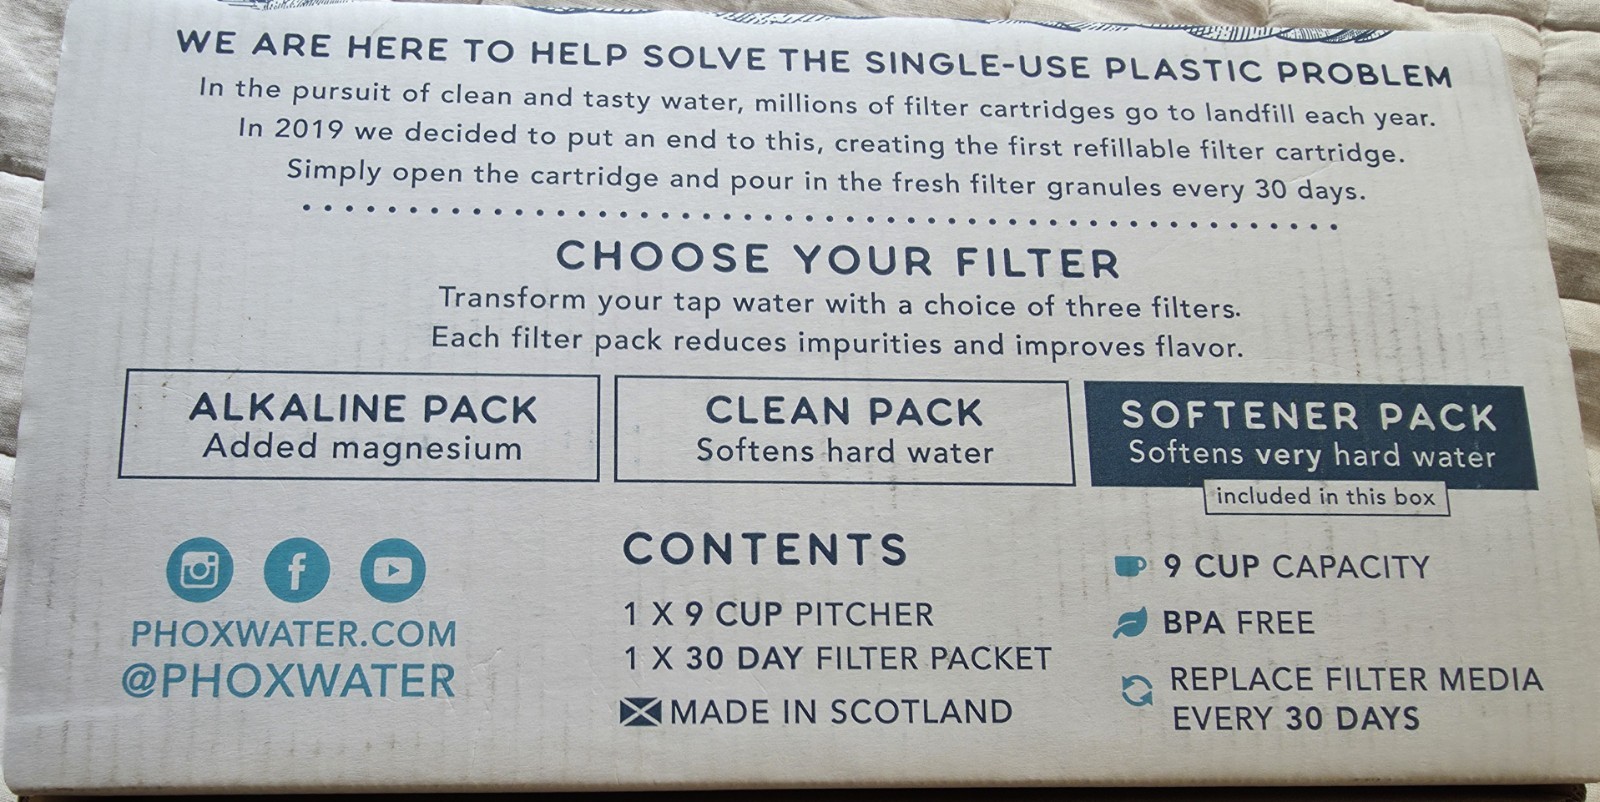 WE ARE HERE TO HELP SOLVE THE SINGLE-USE PLASTIC PROBLEM
In the pursuit of clean and tasty water, millions of filter cartridges go to landfill each year.
In 2019 we decided to put an end to this, creating the first refillable filter cartridge.
Simply open the cartridge and pour in the fresh filter granules every 30 days.
CHOOSE YOUR FILTER
Transform your tap water with a choice of three filters.
Each filter pack reduces impurities and improves flavor.
ALKALINE PACK
Added magnesium
CLEAN PACK
Softens hard water
SOFTENER PACK
Softens very hard water
included in this box
PHOXWATER.COM
@PHOXWATER
CONTENTS
1 X 9 CUP PITCHER
1 X 30 DAY FILTER PACKET
MADE IN SCOTLAND
9 CUP CAPACITY
BPA FREE
REPLACE FILTER MEDIA
EVERY 30 DAYS